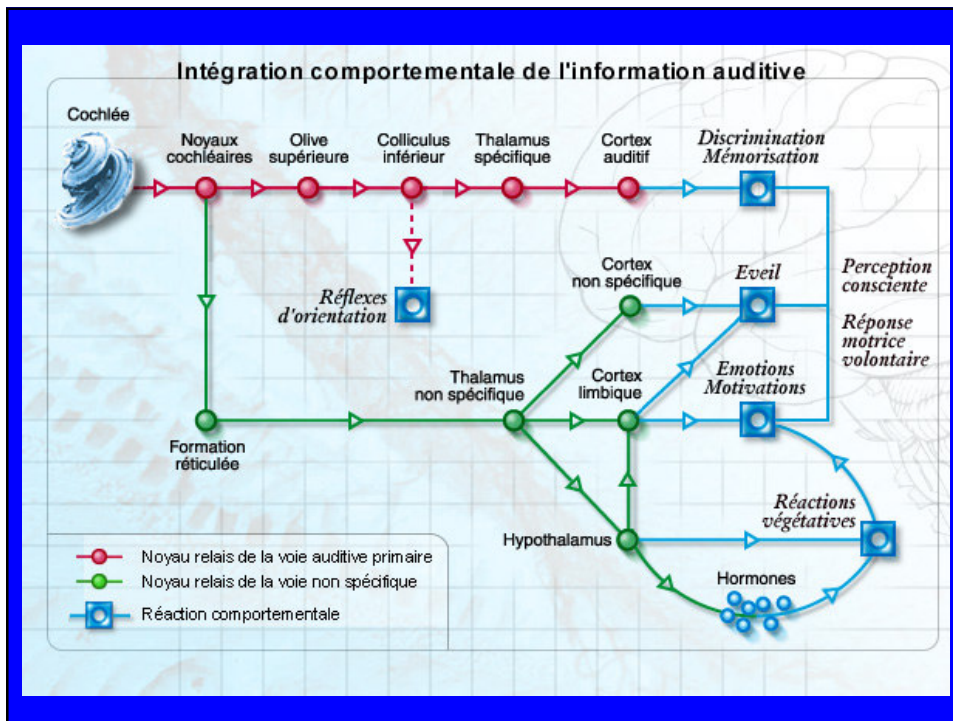 Intégration comportementale de l'information auditive
Cochlée
Noyaux
cochléaires
Olive
supérieure
Colliculus
inférieur
Thalamus
spécifique
Cortex
auditif
Discrimination
Mémorisation
Réflexes
d'orientation
Cortex
non spécifique
Eveil
Perception
consciente
Réponse
motrice
volontaire
Thalamus
non spécifique
Cortex
limbique
Emotions
Motivations
Formation
réticulée
Hypothalamus
Réactions
végétatives
Hormones
Noyau relais de la voie auditive primaire
Noyau relais de la voie non spécifique
Réaction comportementale